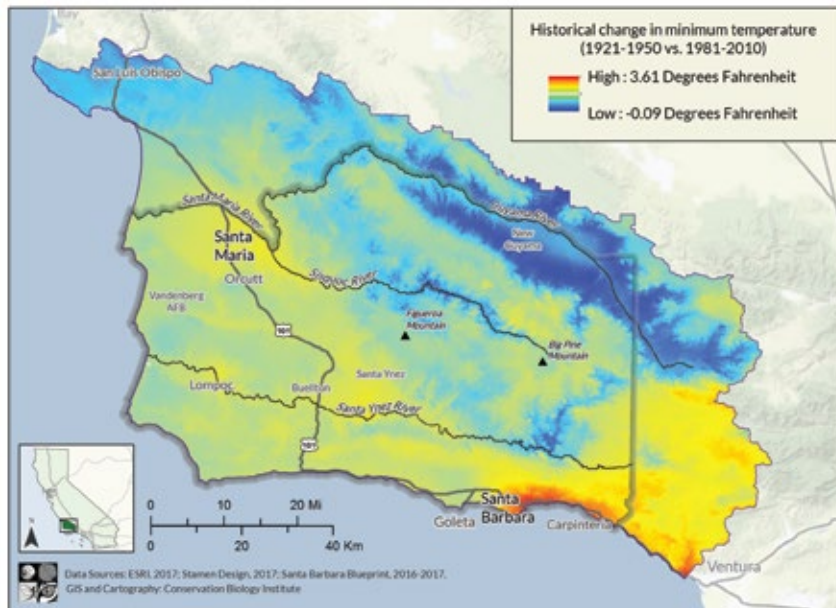 Historical change in minimum temperature
(1921-1950 vs. 1981-2010)
High : 3.61 Degrees Fahrenheit
Low : -0.09 Degrees Fahrenheit
Bay
San Luis Obispo
Santa Maria River
Cuyama River
New
Cuyama
Santa
Maria
Orcutt
Sisquoc River
Vandenberg
AFB
101
Figueroa
Mountain
Big Pine
Mountain
Lompoc
Buellton
Santa Ynez
Santa Ynez River
101
Santa
Barbara
Goleta
Carpinteria
Ventura
N
0 10 20 Mi
0 20 40 Km
Data Sources: ESRI, 2017; Stamen Design, 2017; Santa Barbara Blueprint, 2016-2017,
GIS and Cartography: Conservation Biology Institute